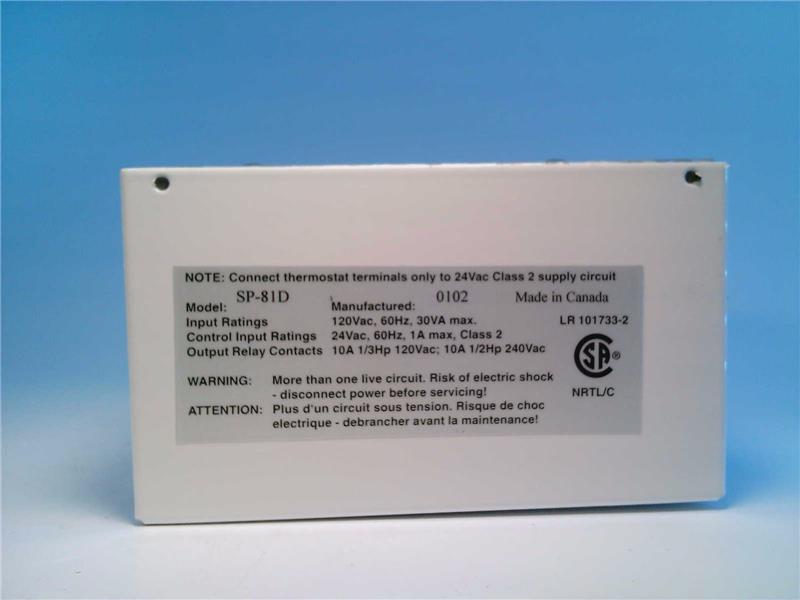 NOTE: Connect thermostat terminals only to 24Vac Class 2 supply circuit
Model: SP-81D Manufactured: 0102 Made in Canada
Input Ratings 120Vac, 60Hz, 30VA max. LR 101733-2
Control Input Ratings 24Vac, 60Hz, 1A max, Class 2
Output Relay Contacts 10A 1/3Hp 120Vac; 10A 1/2Hp 240Vac
SA®
WARNING: More than one live circuit. Risk of electric shock
- disconnect power before servicing! NRTL/C
ATTENTION: Plus d'un circuit sous tension. Risque de choc
electrique - debrancher avant la maintenance!